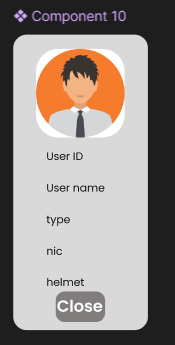 Component 10
User ID
User name
type
nic
helmet
Close